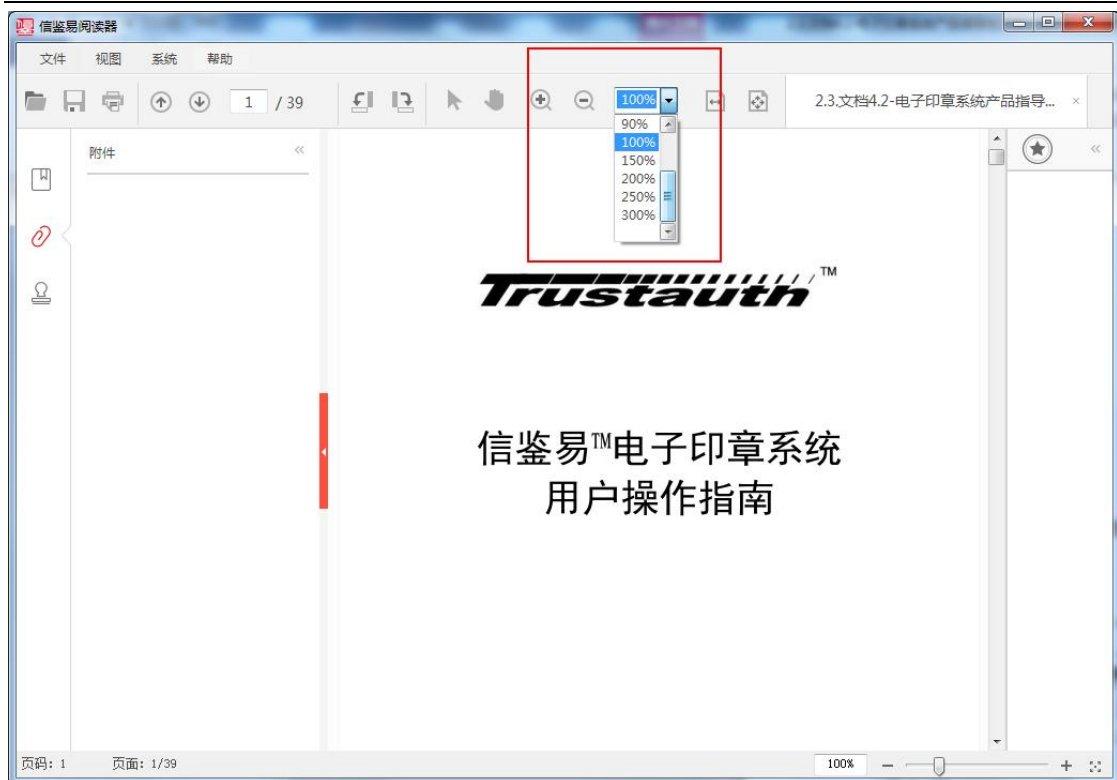 信鉴易阅读器
文件 视图 系统 帮助
1 / 39 100% 2.3.文档4.2-电子印章系统产品指导... ×
90%
100%
150%
200%
250%
300%
附件
Trustauth™
信鉴易™电子印章系统
用户操作指南
页码: 1 页面: 1/39 100%